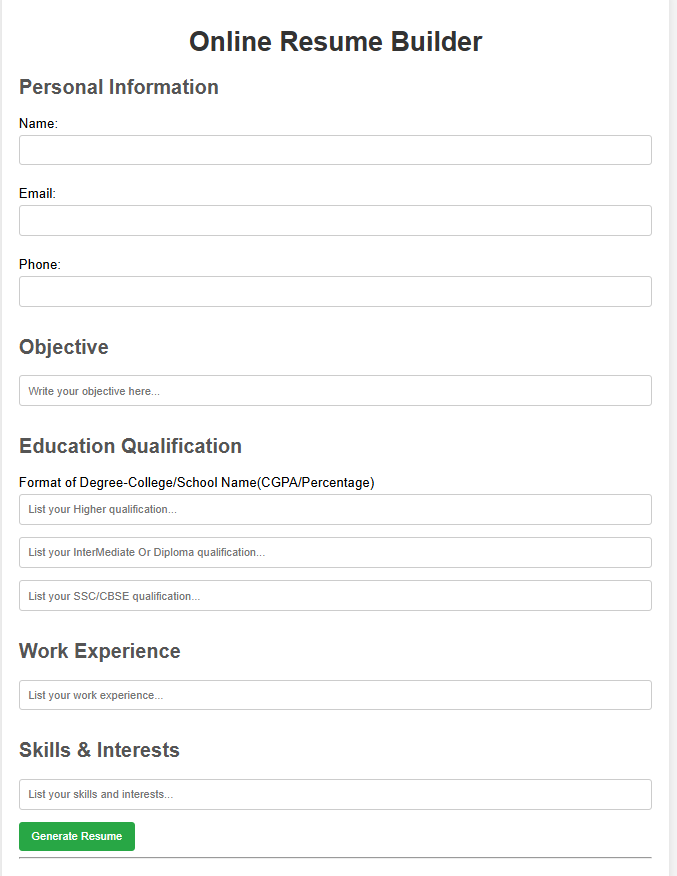 Online Resume Builder
Personal Information
Name:
Email:
Phone:
Objective
Write your objective here...
Education Qualification
Format of Degree-College/School Name(CGPA/Percentage)
List your Higher qualification...
List your InterMediate Or Diploma qualification...
List your SSC/CBSE qualification...
Work Experience
List your work experience...
Skills & Interests
List your skills and interests...
Generate Resume